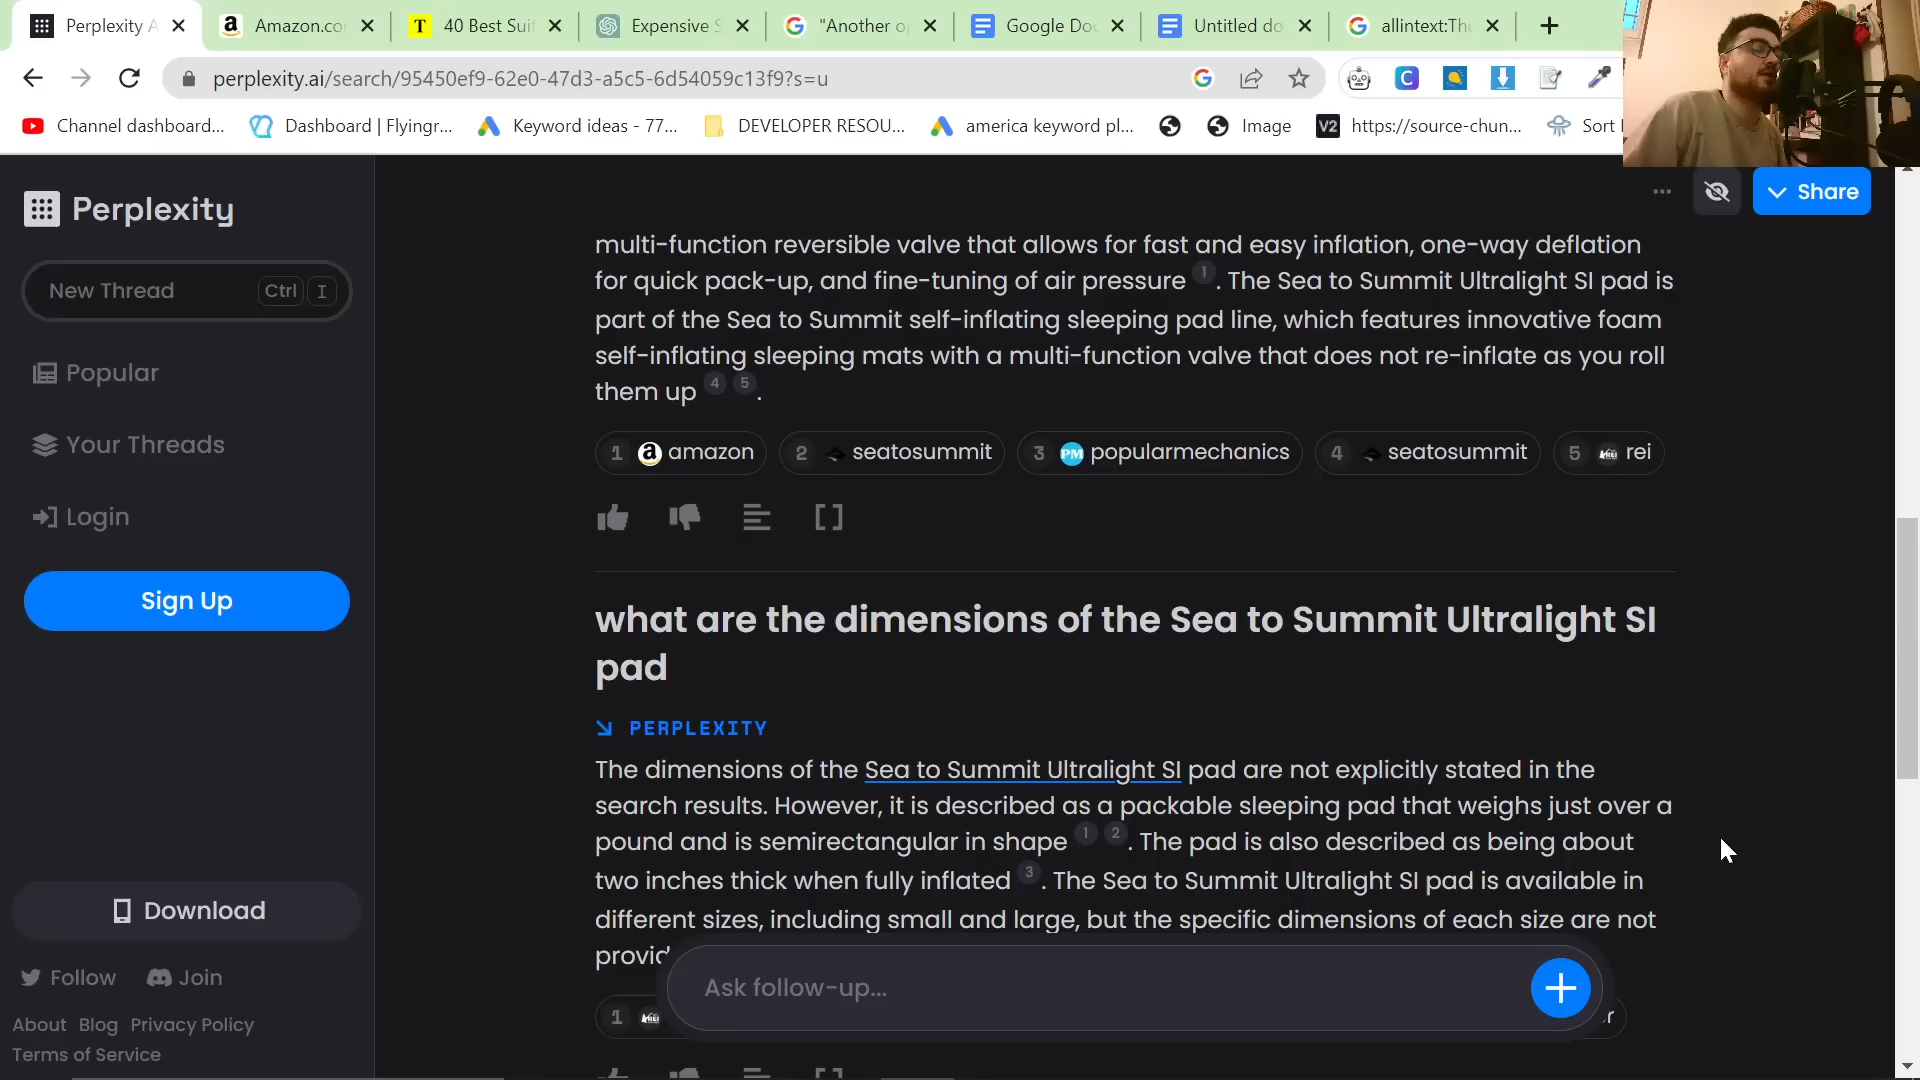 Perplexity A
Amazon.co
40 Best Suit
Expensive S
"Another o
Google Doc
Untitled do
allintext:The
perplexity.ai/search/95450ef9-62e0-47d3-a5c5-6d54059c13f9?s=u
Channel dashboard...
Dashboard | Flyingr...
Keyword ideas - 77...
DEVELOPER RESOU...
america keyword pl...
Image
V2
https://source-chun...
Sort
Perplexity
New Thread
Ctrl
I
Popular
Your Threads
Login
Sign Up
Download
Follow
Join
About Blog Privacy Policy
Terms of Service
Share
multi-function reversible valve that allows for fast and easy inflation, one-way deflation
for quick pack-up, and fine-tuning of air pressure 1. The Sea to Summit Ultralight SI pad is
part of the Sea to Summit self-inflating sleeping pad line, which features innovative foam
self-inflating sleeping mats with a multi-function valve that does not re-inflate as you roll
them up 4 5.
1 amazon
2 seatosummit
3 PM popularmechanics
4 seatosummit
5 rei
what are the dimensions of the Sea to Summit Ultralight SI
pad
PERPLEXITY
The dimensions of the Sea to Summit Ultralight SI pad are not explicitly stated in the
search results. However, it is described as a packable sleeping pad that weighs just over a
pound and is semirectangular in shape 1 2. The pad is also described as being about
two inches thick when fully inflated 3. The Sea to Summit Ultralight SI pad is available in
different sizes, including small and large, but the specific dimensions of each size are not
provid
Ask follow-up...
1
r